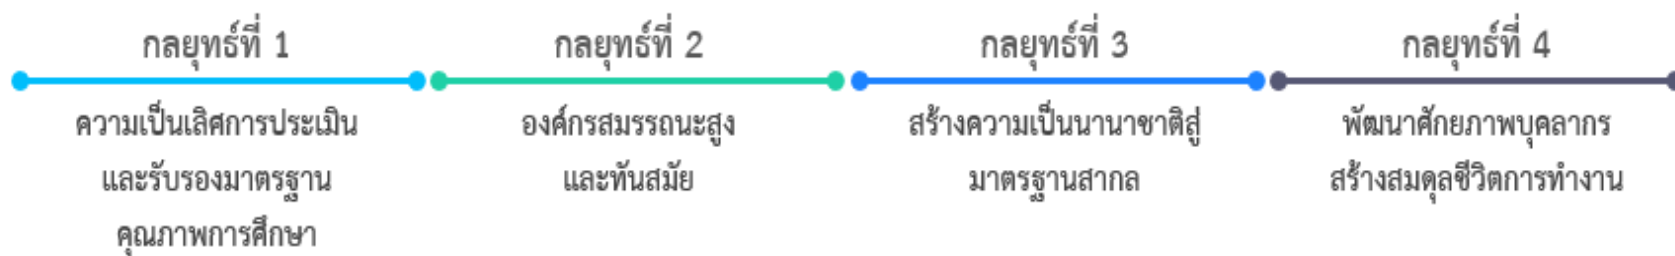 กลยุทธ์ที่ 1
ความเป็นเลิศการประเมิน
และรับรองมาตรฐาน
คุณภาพการศึกษา
กลยุทธ์ที่ 2
องค์กรสมรรถนะสูง
และทันสมัย
กลยุทธ์ที่ 3
สร้างความเป็นนานาชาติสู่
มาตรฐานสากล
กลยุทธ์ที่ 4
พัฒนาศักยภาพบุคลากร
สร้างสมดุลชีวิตการทำงาน